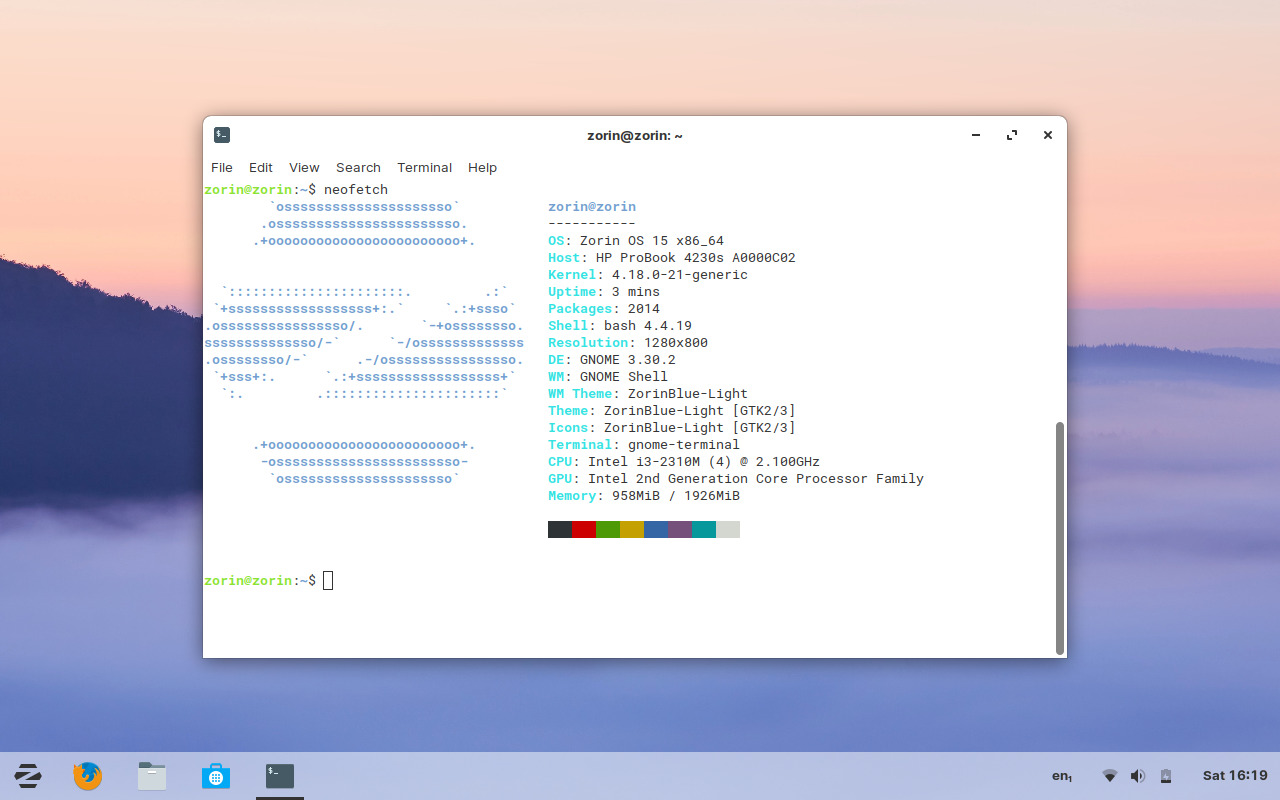 zorin@zorin: ~
File Edit View Search Terminal Help
zorin@zorin:~$ neofetch
         `osssssssssssssssssssso`          zorin@zorin
        .osssssssssssssssssssssso.         -----------
       .+oooooooooooooooooooooooo+.        OS: Zorin OS 15 x86_64
                                           Host: HP ProBook 4230s A0000C02
                                           Kernel: 4.18.0-21-generic
   `::::::::::::::::::::::.         .:`    Uptime: 3 mins
  `+ssssssssssssssssss+:.`     `.:+ssso`   Packages: 2014
 .ossssssssssssssso/.       `-+ossssssso.  Shell: bash 4.4.19
 ssssssssssssso/-`      `-/osssssssssssss  Resolution: 1280x800
 .ossssssso/-`      .-/ossssssssssssssso.  DE: GNOME 3.30.2
  `+sss+:.      `.:+ssssssssssssssssss+`   WM: GNOME Shell
   `:.         .::::::::::::::::::::::`    WM Theme: ZorinBlue-Light
                                           Theme: ZorinBlue-Light [GTK2/3]
                                           Icons: ZorinBlue-Light [GTK2/3]
       .+oooooooooooooooooooooooo+.        Terminal: gnome-terminal
        -osssssssssssssssssssssso-         CPU: Intel i3-2310M (4) @ 2.100GHz
         `osssssssssssssssssssso`          GPU: Intel 2nd Generation Core Processor Family
                                           Memory: 958MiB / 1926MiB
zorin@zorin:~$
en₁ Sat 16:19